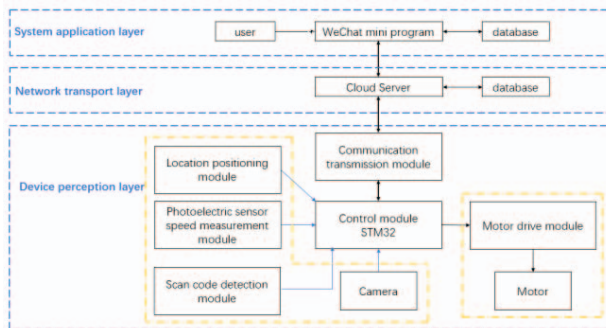 System application layer
user
WeChat mini program
database
Network transport layer
Cloud Server
database
Device perception layer
Communication
transmission module
Location positioning
module
Photoelectric sensor
speed measurement
module
Control module
STM32
Motor drive module
Scan code detection
module
Camera
Motor